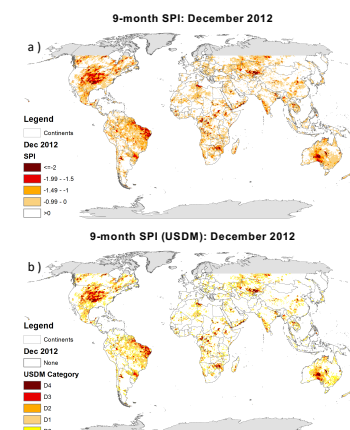 9-month SPI: December 2012
a )
Legend
Continents
Dec 2012
SPI
<=-2
-1.99 - -1.5
-1.49 - -1
-0.99 - 0
>0
9-month SPI (USDM): December 2012
b )
Legend
Continents
Dec 2012
None
USDM Category
D4
D3
D2
D1